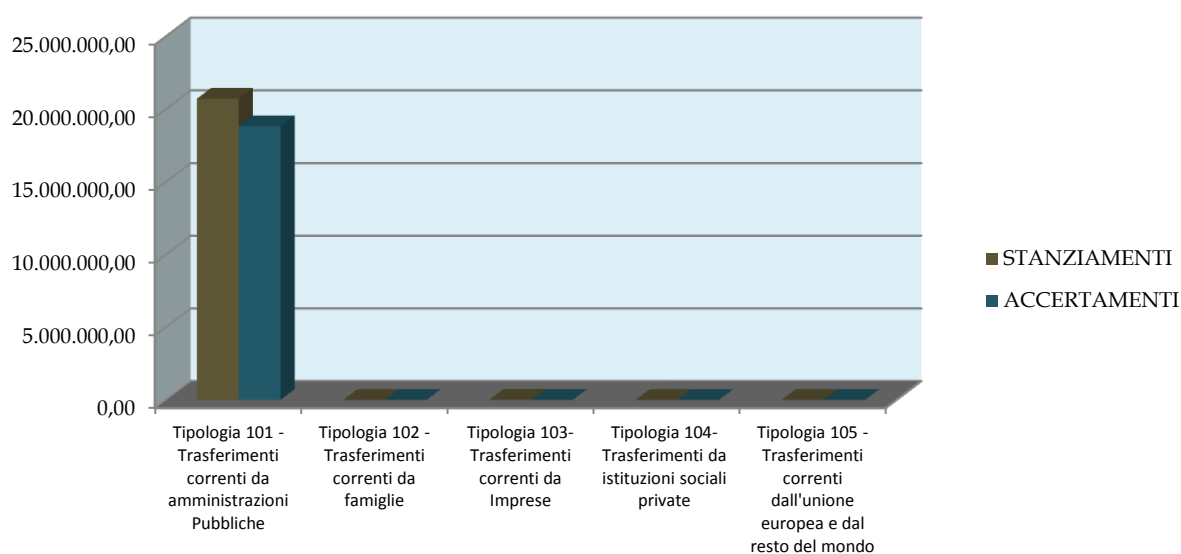 25.000.000,00
20.000.000,00
15.000.000,00
10.000.000,00
5.000.000,00
0,00
Tipologia 101 -
Trasferimenti
correnti da
amministrazioni
Pubbliche
Tipologia 102 -
Trasferimenti
correnti da
famiglie
Tipologia 103-
Trasferimenti
correnti da
Imprese
Tipologia 104-
Trasferimenti da
istituzioni sociali
private
Tipologia 105 -
Trasferimenti
correnti
dall'unione
europea e dal
resto del mondo
STANZIAMENTI
ACCERTAMENTI